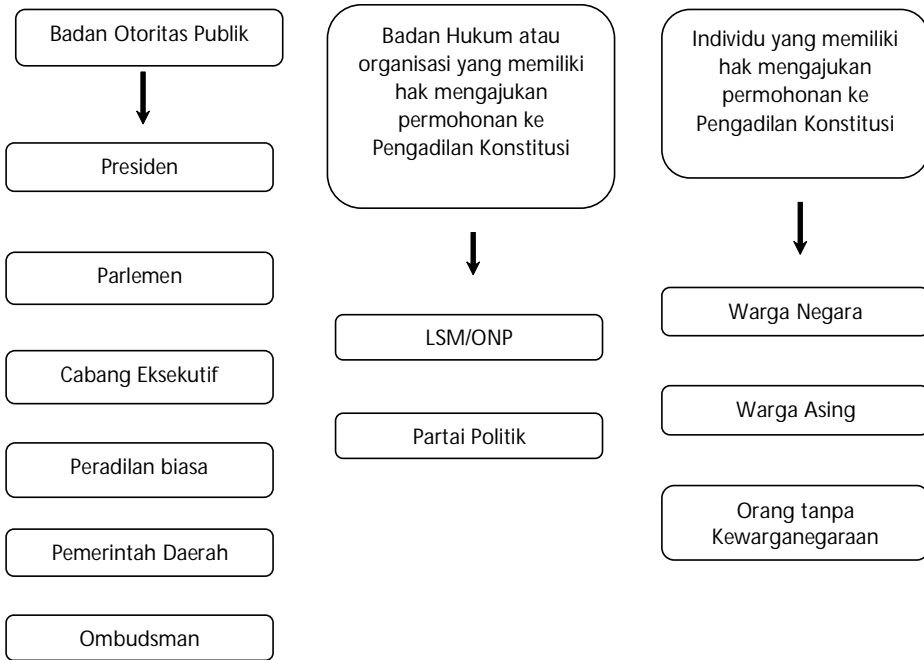 Badan Otoritas Publik
Presiden
Parlemen
Cabang Eksekutif
Peradilan biasa
Pemerintah Daerah
Ombudsman
Badan Hukum atau
organisasi yang memiliki
hak mengajukan
permohonan ke
Pengadilan Konstitusi
LSM/ONP
Partai Politik
Individu yang memiliki
hak mengajukan
permohonan ke
Pengadilan Konstitusi
Warga Negara
Warga Asing
Orang tanpa
Kewarganegaraan